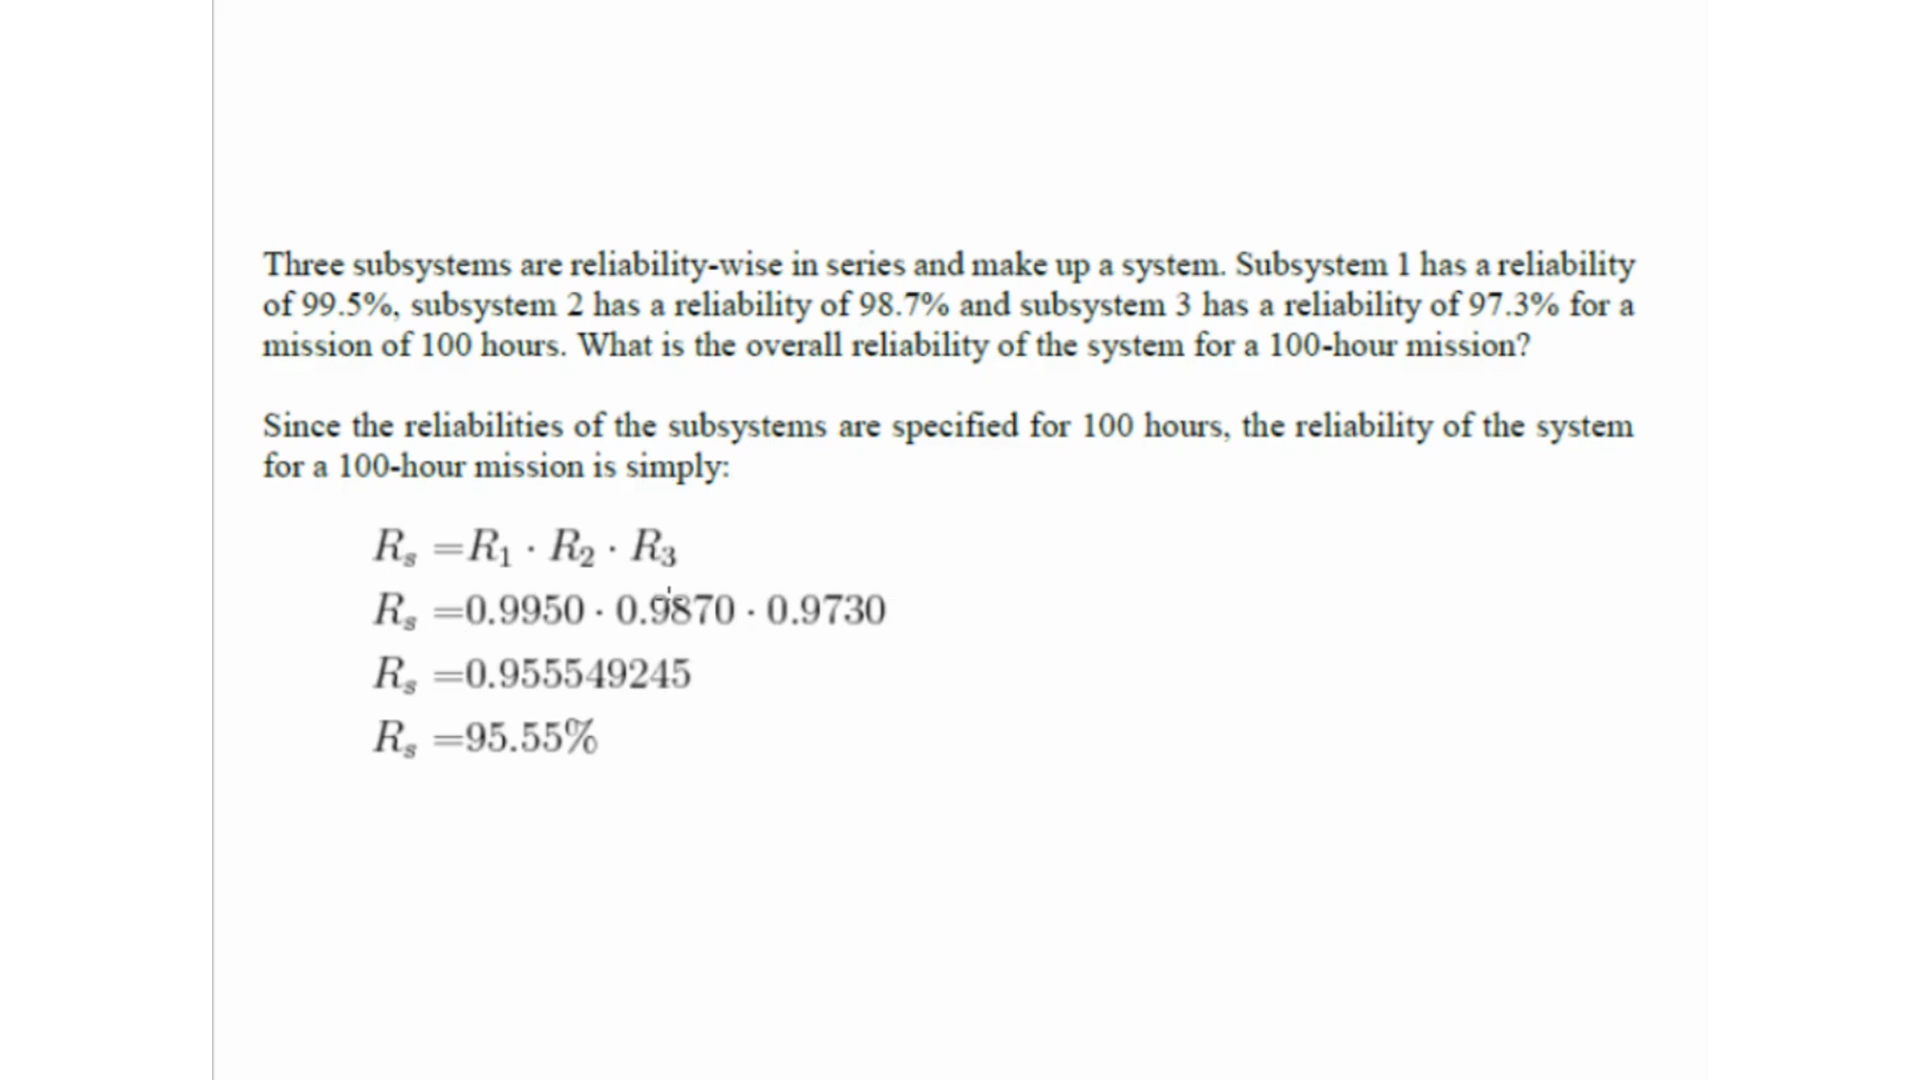 Three subsystems are reliability-wise in series and make up a system. Subsystem 1 has a reliability
of 99.5%, subsystem 2 has a reliability of 98.7% and subsystem 3 has a reliability of 97.3% for a
mission of 100 hours. What is the overall reliability of the system for a 100-hour mission?
Since the reliabilities of the subsystems are specified for 100 hours, the reliability of the system
for a 100-hour mission is simply:
Rₛ =R₁ · R₂ · R₃
Rₛ =0.9950 · 0.9870 · 0.9730
Rₛ =0.955549245
Rₛ =95.55%